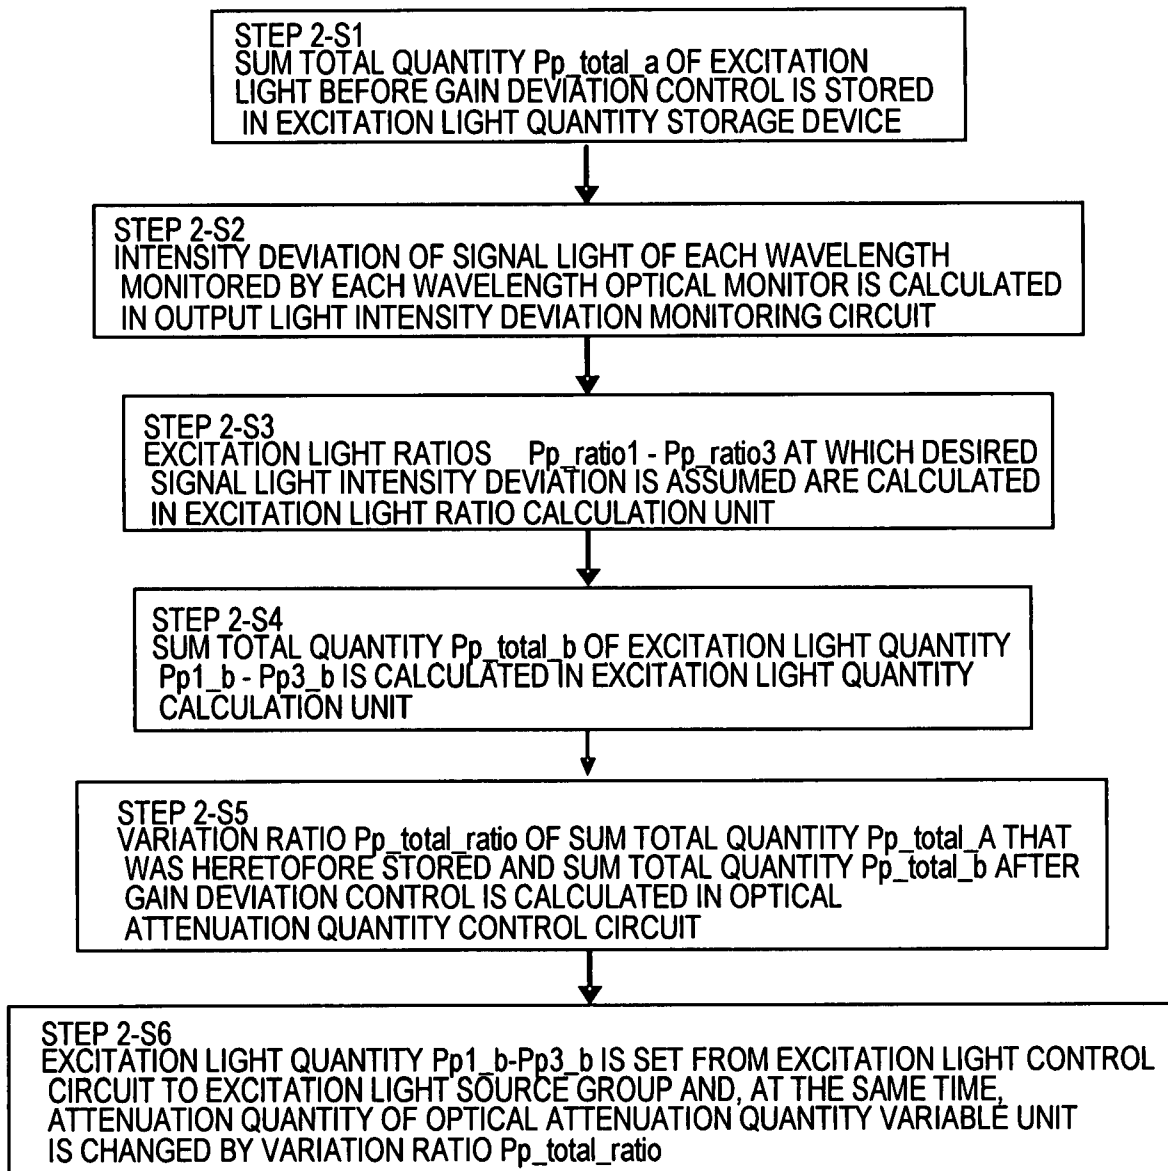 STEP 2-S1
SUM TOTAL QUANTITY Pp_total_a OF EXCITATION
LIGHT BEFORE GAIN DEVIATION CONTROL IS STORED
IN EXCITATION LIGHT QUANTITY STORAGE DEVICE
STEP 2-S2
INTENSITY DEVIATION OF SIGNAL LIGHT OF EACH WAVELENGTH
MONITORED BY EACH WAVELENGTH OPTICAL MONITOR IS CALCULATED
IN OUTPUT LIGHT INTENSITY DEVIATION MONITORING CIRCUIT
STEP 2-S3
EXCITATION LIGHT RATIOS Pp_ratio1 - Pp_ratio3 AT WHICH DESIRED
SIGNAL LIGHT INTENSITY DEVIATION IS ASSUMED ARE CALCULATED
IN EXCITATION LIGHT RATIO CALCULATION UNIT
STEP 2-S4
SUM TOTAL QUANTITY Pp_total_b OF EXCITATION LIGHT QUANTITY
Pp1_b - Pp3_b IS CALCULATED IN EXCITATION LIGHT QUANTITY
CALCULATION UNIT
STEP 2-S5
VARIATION RATIO Pp_total_ratio OF SUM TOTAL QUANTITY Pp_total_A THAT
WAS HERETOFORE STORED AND SUM TOTAL QUANTITY Pp_total_b AFTER
GAIN DEVIATION CONTROL IS CALCULATED IN OPTICAL
ATTENUATION QUANTITY CONTROL CIRCUIT
STEP 2-S6
EXCITATION LIGHT QUANTITY Pp1_b-Pp3_b IS SET FROM EXCITATION LIGHT CONTROL
CIRCUIT TO EXCITATION LIGHT SOURCE GROUP AND, AT THE SAME TIME,
ATTENUATION QUANTITY OF OPTICAL ATTENUATION QUANTITY VARIABLE UNIT
IS CHANGED BY VARIATION RATIO Pp_total_ratio